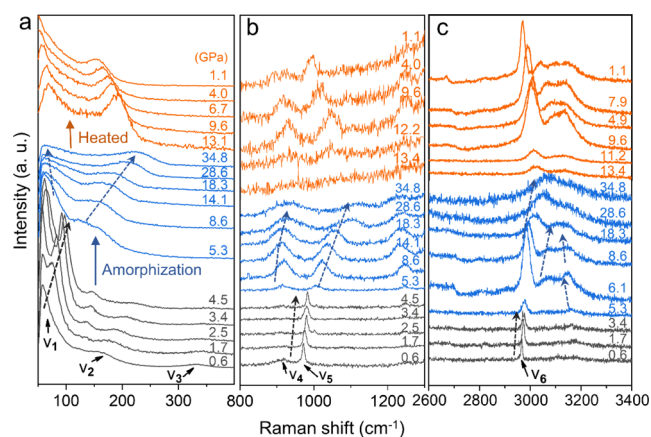 a
(GPa)
1.1
4.0
6.7
9.6
13.1
Heated
34.8
28.6
18.3
14.1
8.6
5.3
Amorphization
4.5
3.4
2.5
1.7
0.6
V1
V2
V3
50 100 150 200 250 300
b
1.1
4.0
9.6
12.2
13.4
34.8
28.6
18.3
14.1
8.6
5.3
4.5
3.4
2.5
1.7
0.6
V4 V5
800 900 1000 1100 1200
c
1.1
7.9
4.9
9.6
11.2
13.4
34.8
28.6
18.3
8.6
6.1
5.3
3.4
1.7
0.6
V6
2600 2800 3000 3200 3400
Intensity (a. u.)
Raman shift (cm⁻¹)